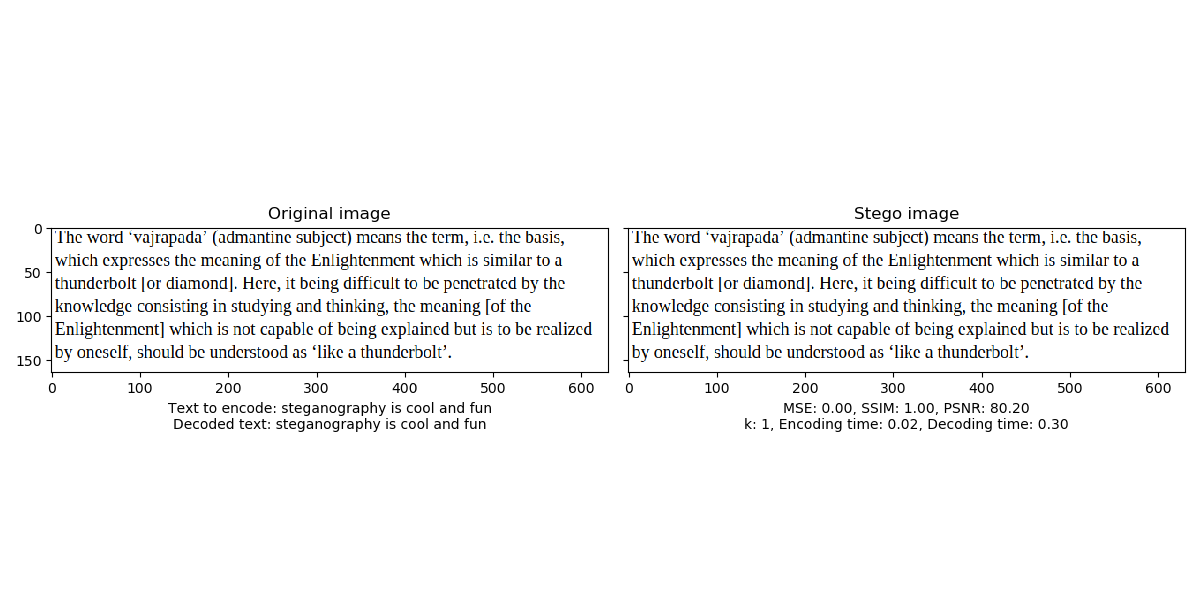 Original image
0
50
100
150
The word ‘vajrapada’ (admantine subject) means the term, i.e. the basis,
which expresses the meaning of the Enlightenment which is similar to a
thunderbolt [or diamond]. Here, it being difficult to be penetrated by the
knowledge consisting in studying and thinking, the meaning [of the
Enlightenment] which is not capable of being explained but is to be realized
by oneself, should be understood as ‘like a thunderbolt’.
0 100 200 300 400 500 600
Text to encode: steganography is cool and fun
Decoded text: steganography is cool and fun
Stego image
The word ‘vajrapada’ (admantine subject) means the term, i.e. the basis,
which expresses the meaning of the Enlightenment which is similar to a
thunderbolt [or diamond]. Here, it being difficult to be penetrated by the
knowledge consisting in studying and thinking, the meaning [of the
Enlightenment] which is not capable of being explained but is to be realized
by oneself, should be understood as ‘like a thunderbolt’.
0 100 200 300 400 500 600
MSE: 0.00, SSIM: 1.00, PSNR: 80.20
k: 1, Encoding time: 0.02, Decoding time: 0.30